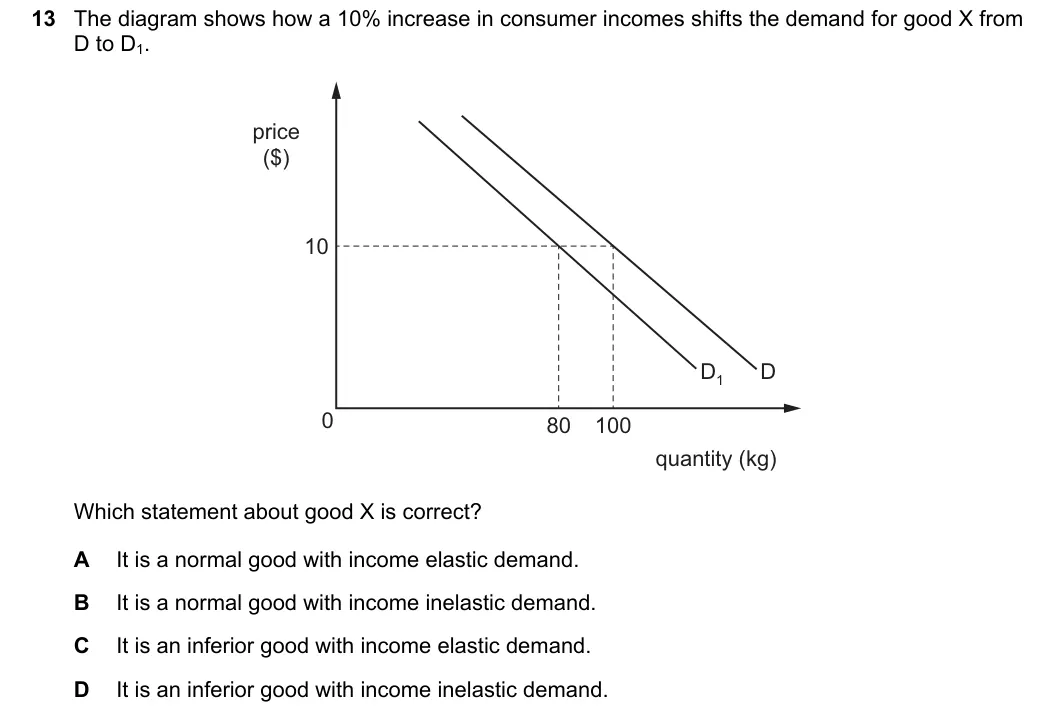 13 The diagram shows how a 10% increase in consumer incomes shifts the demand for good X from
D to D₁.
price
($)
10
D₁ D
0
80 100
quantity (kg)
Which statement about good X is correct?
A It is a normal good with income elastic demand.
B It is a normal good with income inelastic demand.
C It is an inferior good with income elastic demand.
D It is an inferior good with income inelastic demand.